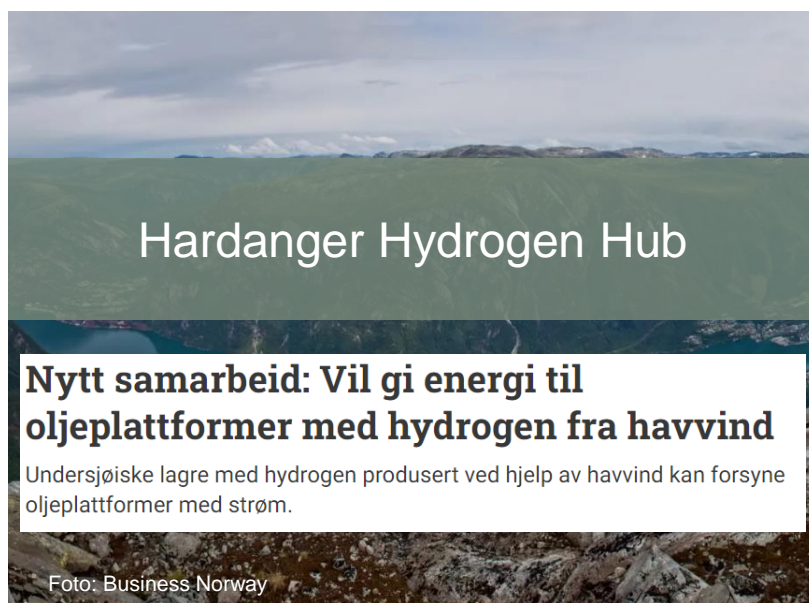 Hardanger Hydrogen Hub
Nytt samarbeid: Vil gi energi til
oljeplattformer med hydrogen fra havvind
Undersjøiske lagre med hydrogen produsert ved hjelp av havvind kan forsyne
oljeplattformer med strøm.
Foto: Business Norway